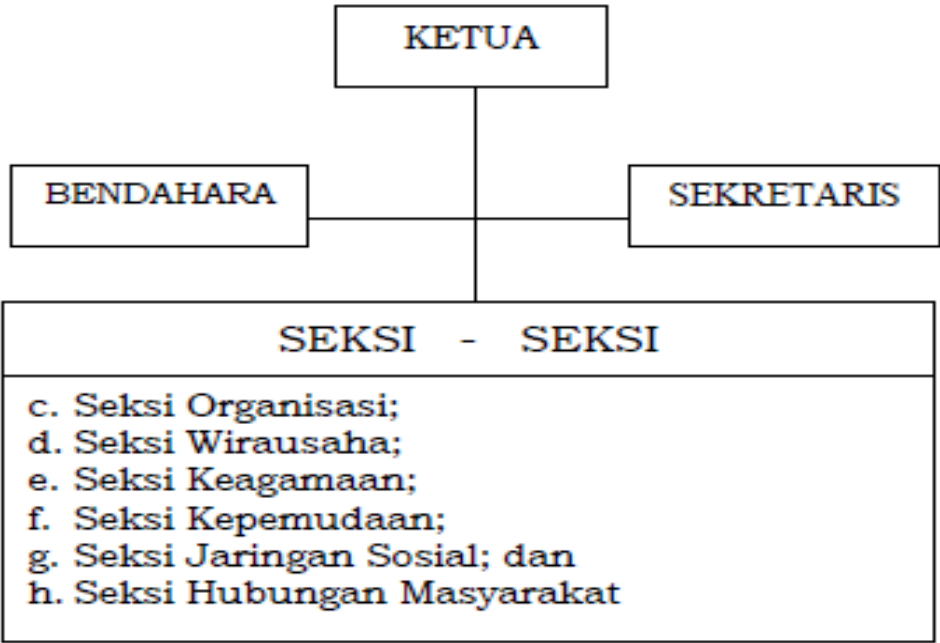 KETUA
BENDAHARA
SEKRETARIS
SEKSI - SEKSI
c. Seksi Organisasi;
d. Seksi Wirausaha;
e. Seksi Keagamaan;
f. Seksi Kepemudaan;
g. Seksi Jaringan Sosial; dan
h. Seksi Hubungan Masyarakat